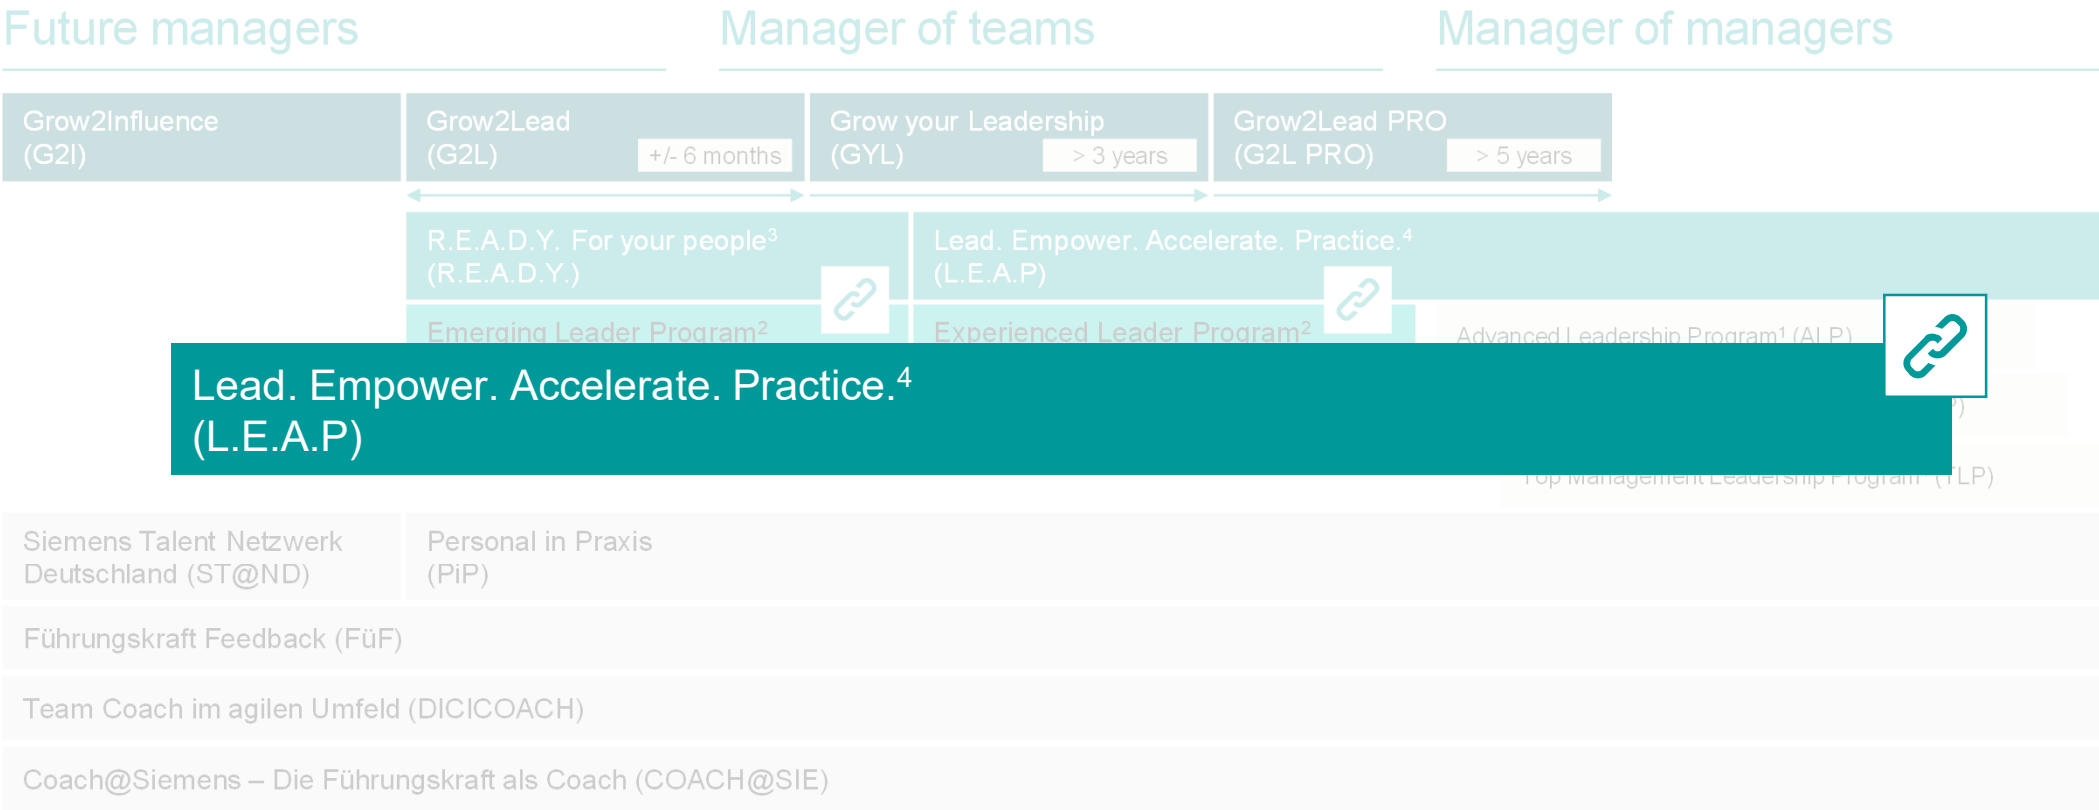 Future managers
Manager of teams
Manager of managers
Grow2Influence
(G2I)
Grow2Lead
(G2L)
+/- 6 months
Grow your Leadership
(GYL)
> 3 years
Grow2Lead PRO
(G2L PRO)
> 5 years
R.E.A.D.Y. For your people³
(R.E.A.D.Y.)
Lead. Empower. Accelerate. Practice.⁴
(L.E.A.P)
Emerging Leader Program²
Experienced Leader Program²
Advanced Leadership Program¹ (ALP)
Lead. Empower. Accelerate. Practice.⁴
(L.E.A.P)
Top Management Leadership Program (TLP)
Siemens Talent Netzwerk
Deutschland (ST@ND)
Personal in Praxis
(PiP)
Führungskraft Feedback (FüF)
Team Coach im agilen Umfeld (DICICOACH)
Coach@Siemens – Die Führungskraft als Coach (COACH@SIE)